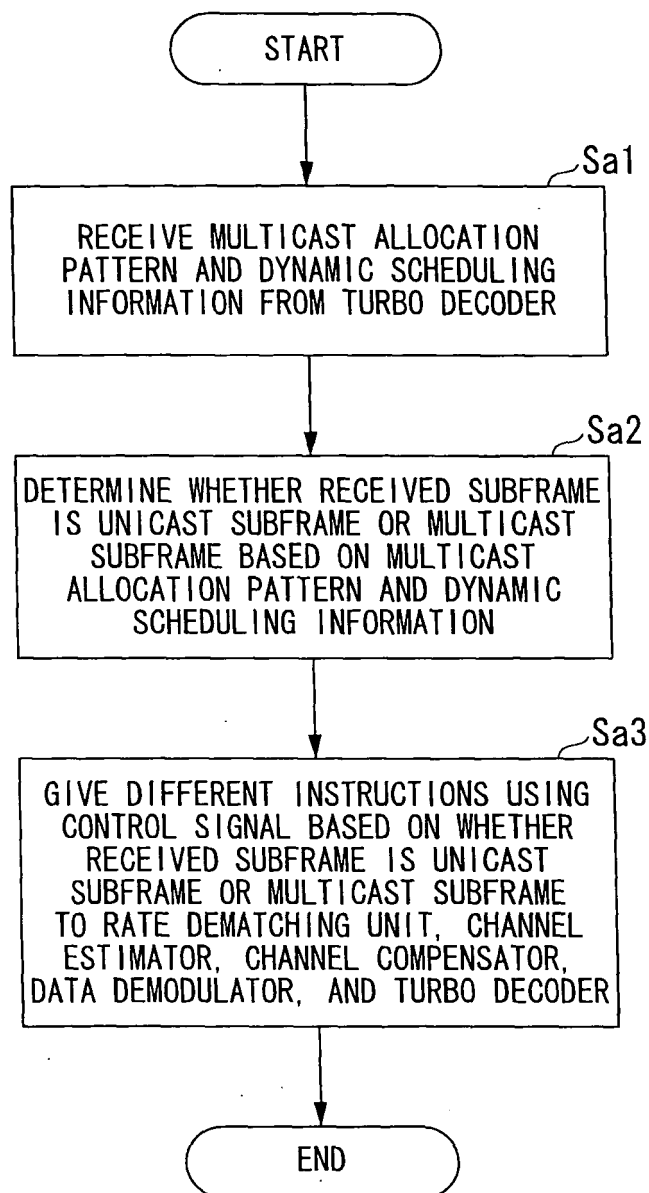 START
Sa1
RECEIVE MULTICAST ALLOCATION
PATTERN AND DYNAMIC SCHEDULING
INFORMATION FROM TURBO DECODER
Sa2
DETERMINE WHETHER RECEIVED SUBFRAME
IS UNICAST SUBFRAME OR MULTICAST
SUBFRAME BASED ON MULTICAST
ALLOCATION PATTERN AND DYNAMIC
SCHEDULING INFORMATION
Sa3
GIVE DIFFERENT INSTRUCTIONS USING
CONTROL SIGNAL BASED ON WHETHER
RECEIVED SUBFRAME IS UNICAST
SUBFRAME OR MULTICAST SUBFRAME
TO RATE DEMATCHING UNIT, CHANNEL
ESTIMATOR, CHANNEL COMPENSATOR,
DATA DEMODULATOR, AND TURBO DECODER
END